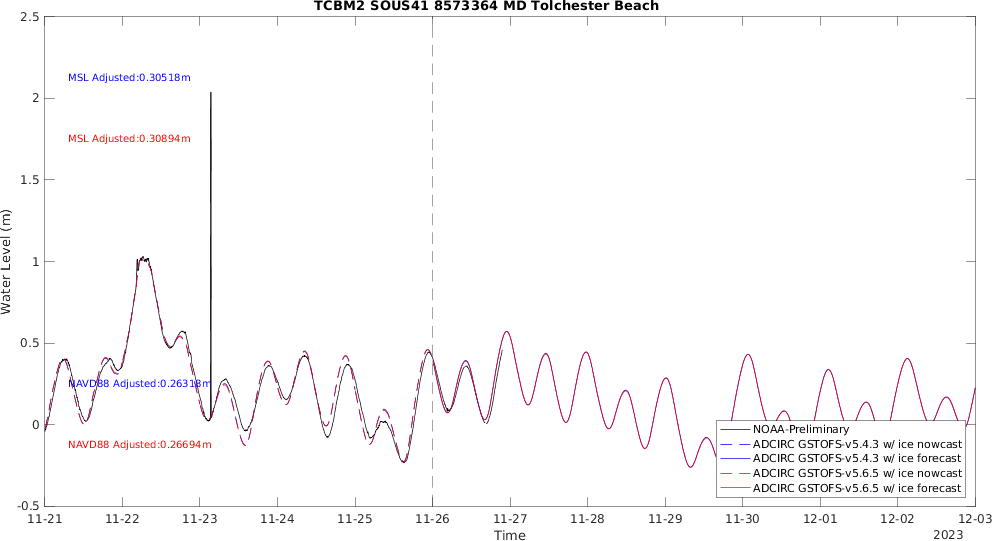 TCBM2 SOUS41 8573364 MD Tolchester Beach
2.5
2
1.5
1
0.5
0
-0.5
Water Level (m)
MSL Adjusted:0.30518m
MSL Adjusted:0.30894m
NAVD88 Adjusted:0.26318m
NAVD88 Adjusted:0.26694m
NOAA-Preliminary
ADCIRC GSTOFS-v5.4.3 w/ ice nowcast
ADCIRC GSTOFS-v5.4.3 w/ ice forecast
ADCIRC GSTOFS-v5.6.5 w/ ice nowcast
ADCIRC GSTOFS-v5.6.5 w/ ice forecast
11-21 11-22 11-23 11-24 11-25 11-26 11-27 11-28 11-29 11-30 12-01 12-02 12-03
Time
2023